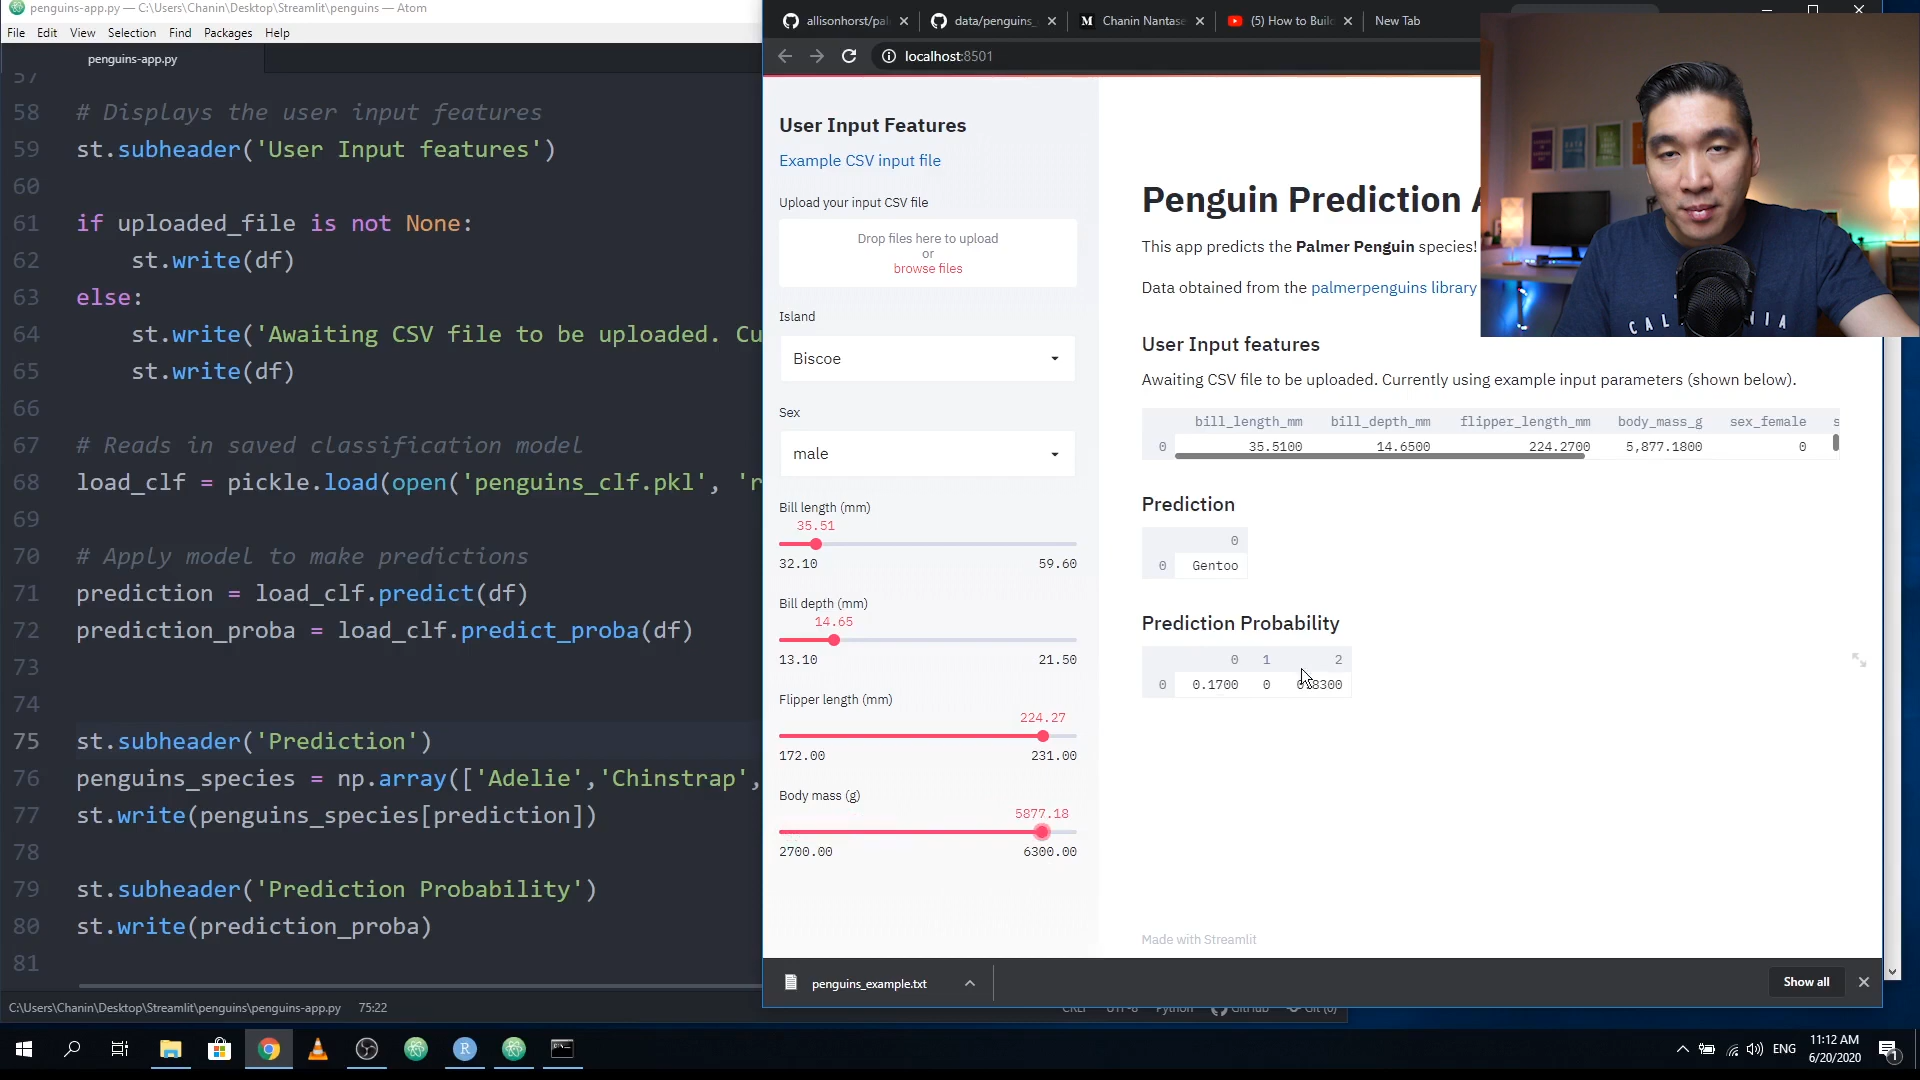 penguins-app.py — C:\Users\Chanin\Desktop\Streamlit\penguins — Atom
File Edit View Selection Find Packages Help
penguins-app.py
57
58 # Displays the user input features
59 st.subheader('User Input features')
60
61 if uploaded_file is not None:
62 st.write(df)
63 else:
64 st.write('Awaiting CSV file to be uploaded. Cu
65 st.write(df)
66
67 # Reads in saved classification model
68 load_clf = pickle.load(open('penguins_clf.pkl', 'r
69
70 # Apply model to make predictions
71 prediction = load_clf.predict(df)
72 prediction_proba = load_clf.predict_proba(df)
73
74
75 st.subheader('Prediction')
76 penguins_species = np.array(['Adelie','Chinstrap',
77 st.write(penguins_species[prediction])
78
79 st.subheader('Prediction Probability')
80 st.write(prediction_proba)
81
C:\Users\Chanin\Desktop\Streamlit\penguins\penguins-app.py 75:22
CRLF UTF-8 Python GitHub Git (0)
allisonhorst/pal data/penguins_ Chanin Nantase (5) How to Build New Tab
localhost:8501
User Input Features
Example CSV input file
Upload your input CSV file
Drop files here to upload
or
browse files
Island
Biscoe
Sex
male
Bill length (mm)
35.51
32.10 59.60
Bill depth (mm)
14.65
13.10 21.50
Flipper length (mm)
224.27
172.00 231.00
Body mass (g)
5877.18
2700.00 6300.00
Penguin Prediction A
This app predicts the Palmer Penguin species!
Data obtained from the palmerpenguins library
User Input features
Awaiting CSV file to be uploaded. Currently using example input parameters (shown below).
bill_length_mm bill_depth_mm flipper_length_mm body_mass_g sex_female s
0 35.5100 14.6500 224.2700 5,877.1800 0
Prediction
0
0 Gentoo
Prediction Probability
0 1 2
0 0.1700 0 0.8300
Made with Streamlit
penguins_example.txt
Show all
ENG
11:12 AM
6/20/2020
1